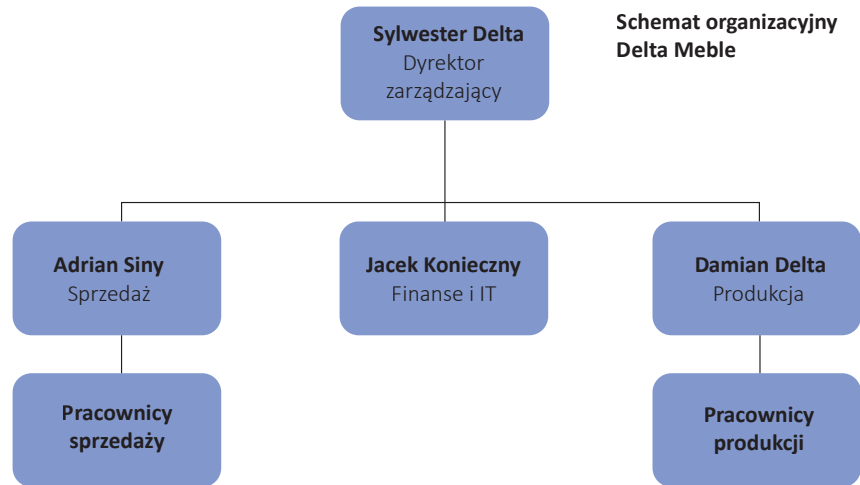 Schemat organizacyjny
Delta Meble
Sylwester Delta
Dyrektor
zarządzający
Adrian Siny
Sprzedaż
Jacek Konieczny
Finanse i IT
Damian Delta
Produkcja
Pracownicy
sprzedaży
Pracownicy
produkcji